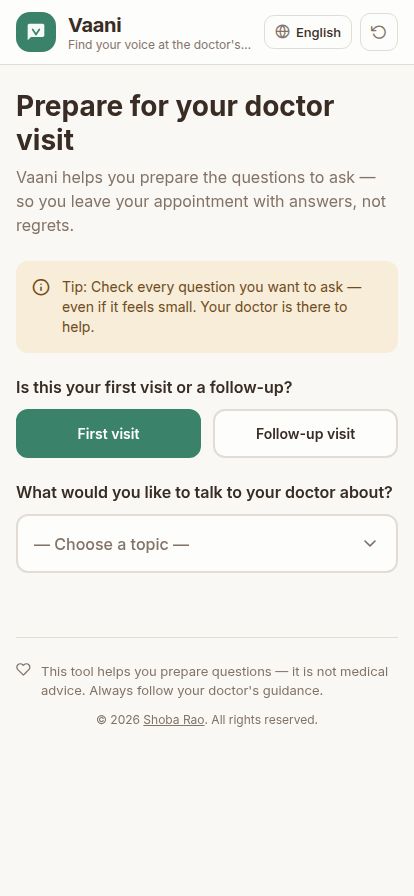 Vaani
Find your voice at the doctor's...
English
Prepare for your doctor
visit
Vaani helps you prepare the questions to ask —
so you leave your appointment with answers, not
regrets.
Tip: Check every question you want to ask —
even if it feels small. Your doctor is there to
help.
Is this your first visit or a follow-up?
First visit
Follow-up visit
What would you like to talk to your doctor about?
— Choose a topic —
This tool helps you prepare questions — it is not medical
advice. Always follow your doctor's guidance.
© 2026 Shoba Rao. All rights reserved.